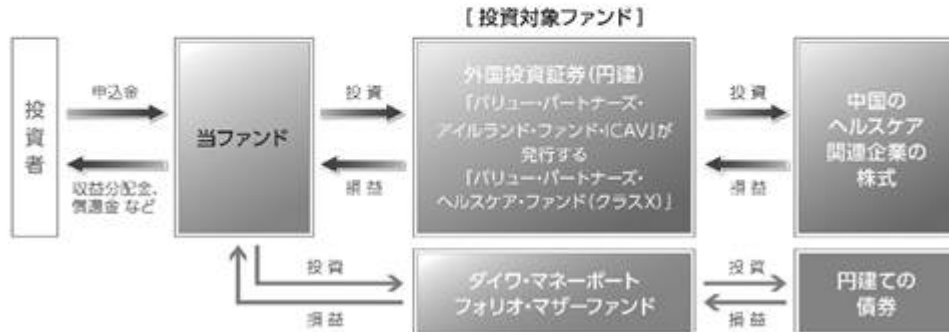 [投資対象ファンド]
投資者
申込金
収益分配金、
償還金 など
当ファンド
投資
損益
外国投資証券(円建)
「バリュー・パートナーズ・
アイルランド・ファンド・ICAV」が
発行する
「バリュー・パートナーズ・
ヘルスケア・ファンド(クラスX)」
投資
損益
中国の
ヘルスケア
関連企業の
株式
投資
損益
ダイワ・マネーポート
フォリオ・マザーファンド
投資
損益
円建ての
債券